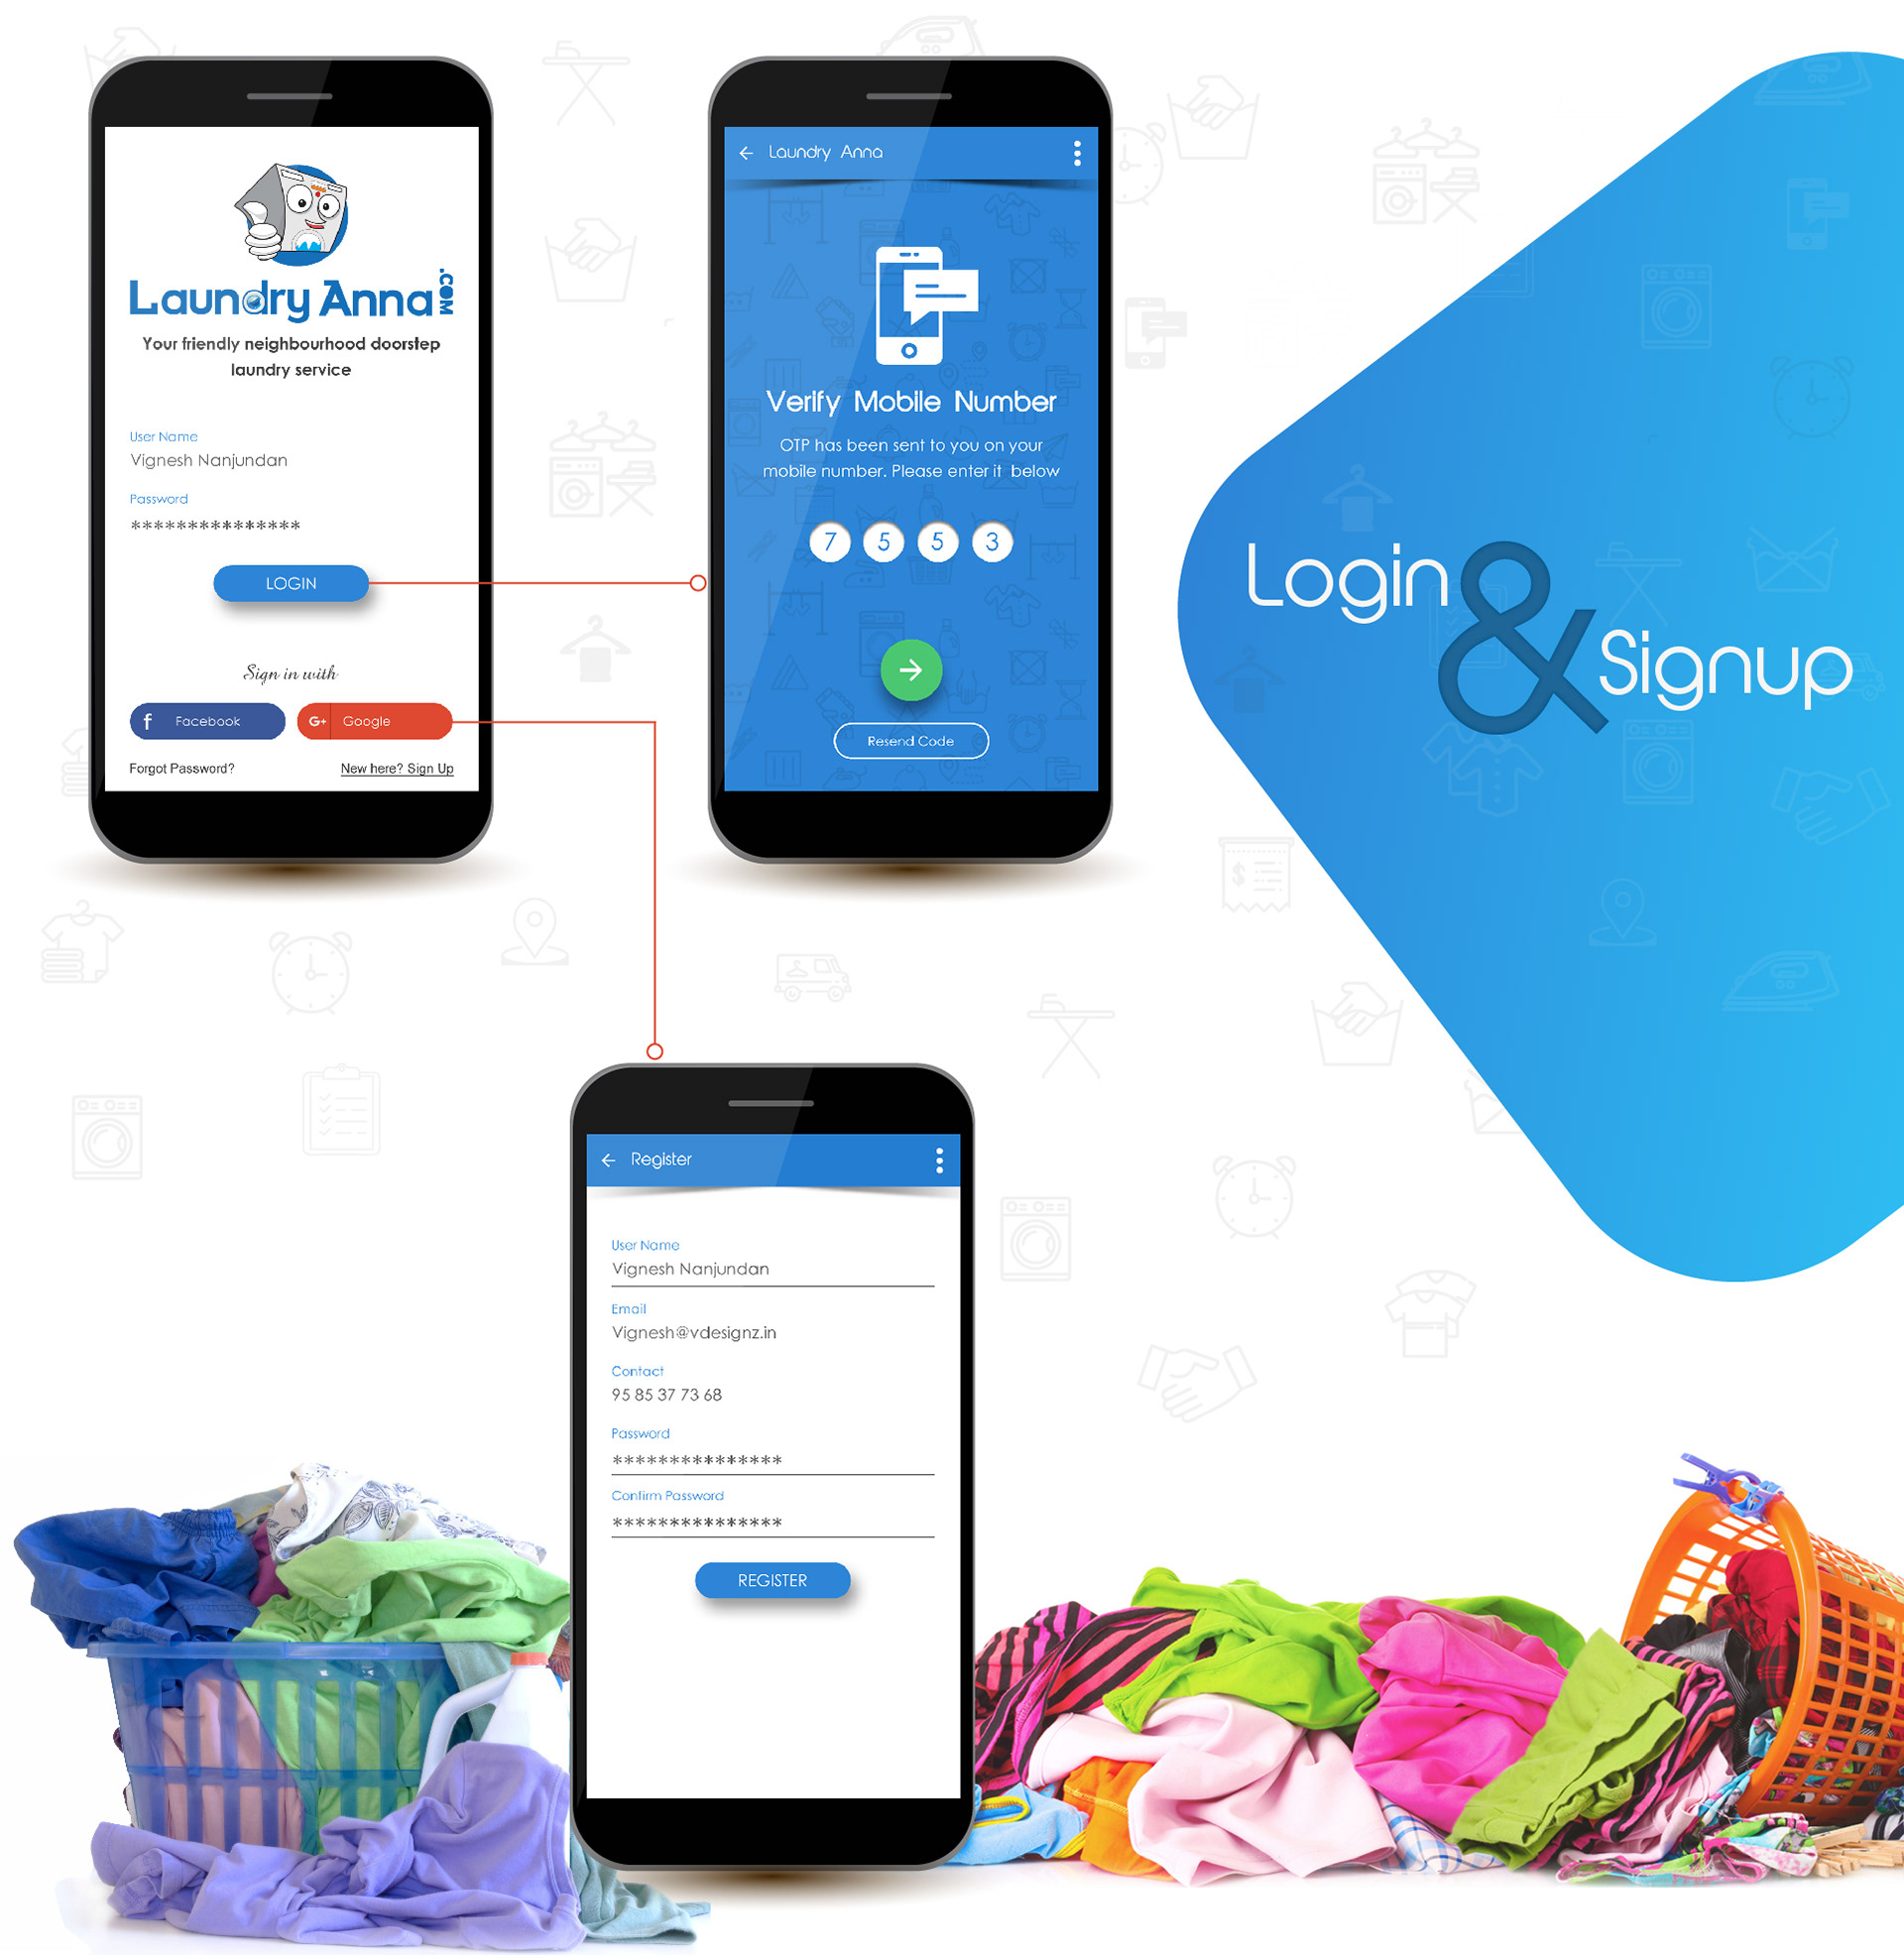 Laundry Anna.COM
Your friendly neighbourhood doorstep
laundry service
User Name
Vignesh Nanjundan
Password
***************
LOGIN
Sign in with
f Facebook
G+ Google
Forgot Password?
New here? Sign Up
Laundry Anna
Verify Mobile Number
OTP has been sent to you on your
mobile number. Please enter it below
7 5 5 3
Resend Code
Login
&
Signup
Register
User Name
Vignesh Nanjundan
Email
Vignesh@vdesignz.in
Contact
95 85 37 73 68
Password
***************
Confirm Password
***************
REGISTER